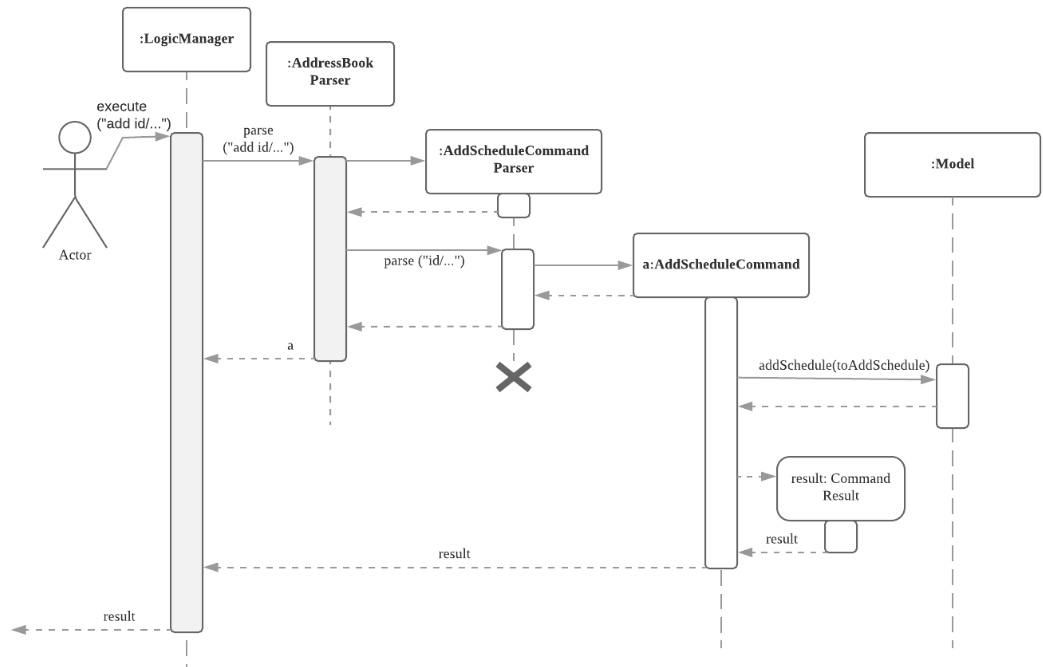 :LogicManager
:AddressBook
Parser
execute
("add id/...")
parse
("add id/...")
:AddScheduleCommand
Parser
:Model
Actor
parse ("id/...")
a:AddScheduleCommand
a
addSchedule(toAddSchedule)
result: Command
Result
result
result
result